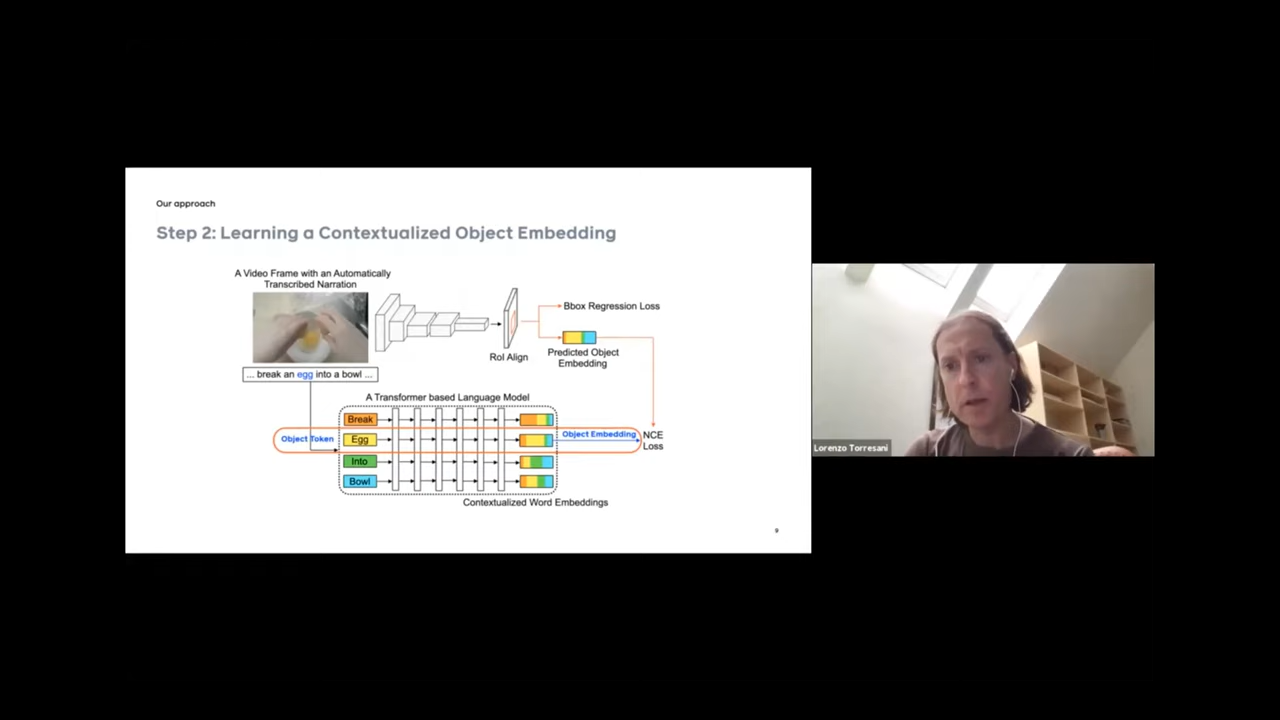 Our approach
Step 2: Learning a Contextualized Object Embedding
A Video Frame with an Automatically
Transcribed Narration
... break an egg into a bowl ...
RoI Align
Bbox Regression Loss
Predicted Object
Embedding
A Transformer based Language Model
Break
Object Token
Egg
Into
Bowl
Object Embedding
NCE
Loss
Contextualized Word Embeddings
9
Lorenzo Torresani